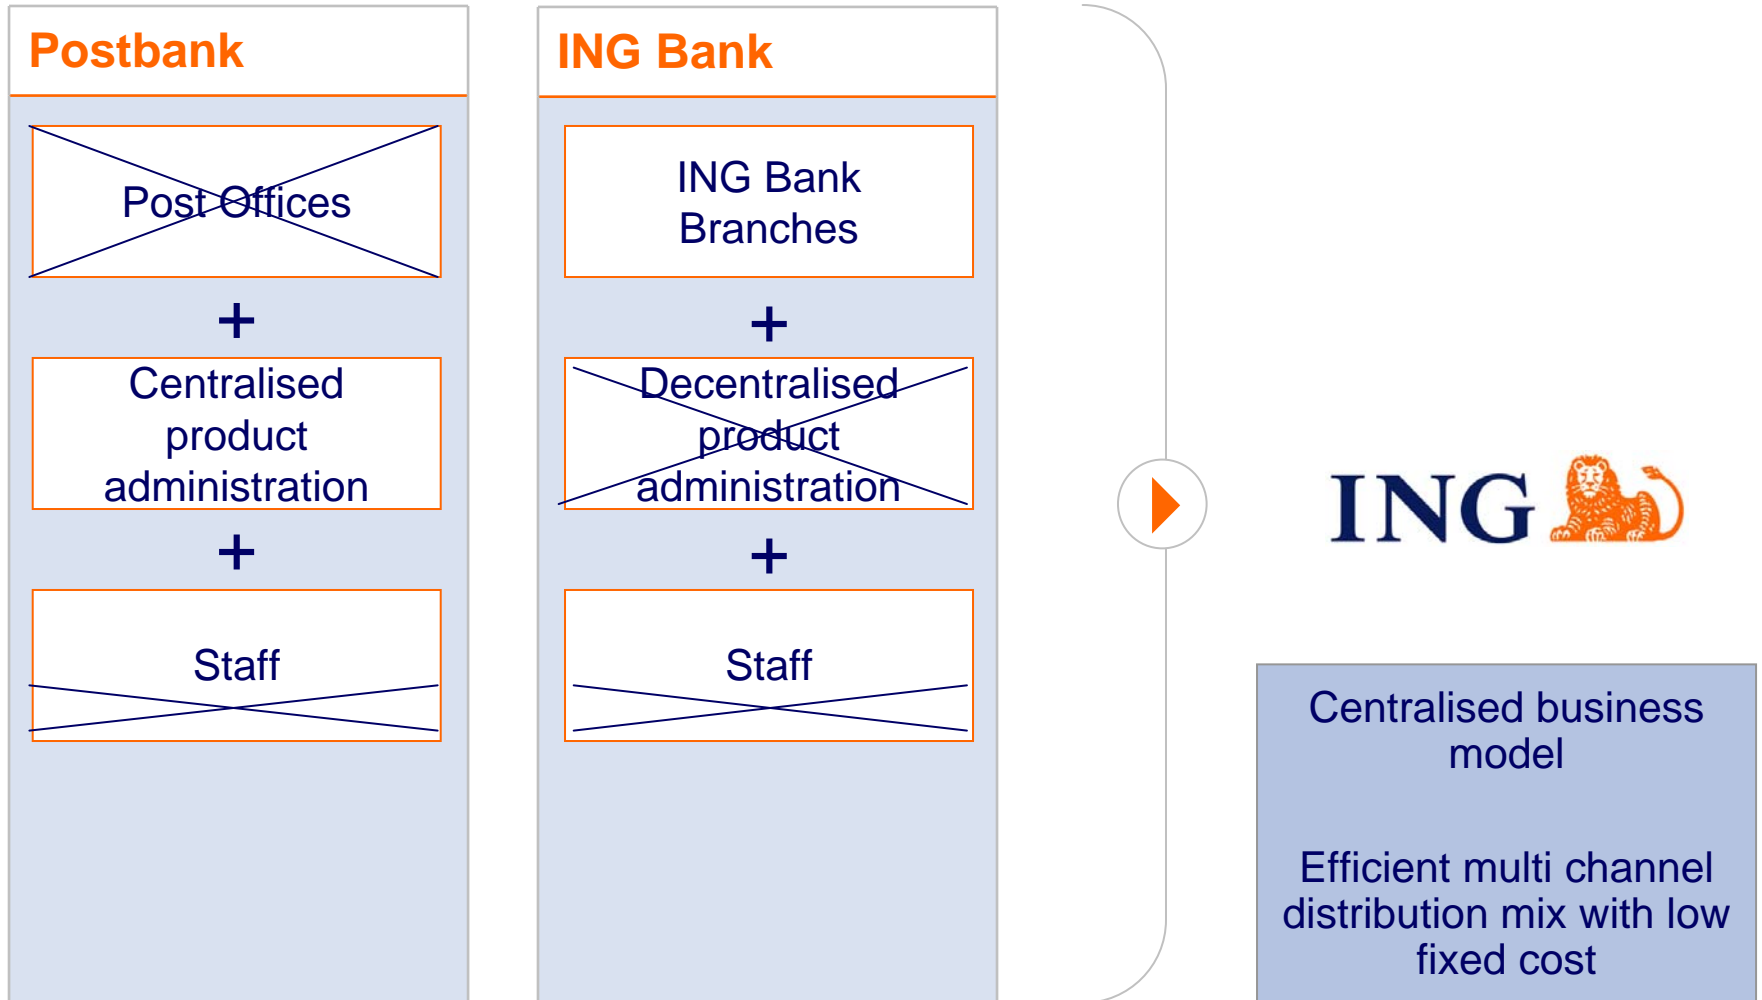 Postbank
Post Offices
+
Centralised
product
administration
+
Staff
ING Bank
ING Bank
Branches
+
Decentralised
product
administration
+
Staff
ING
Centralised business
model
Efficient multi channel
distribution mix with low
fixed cost